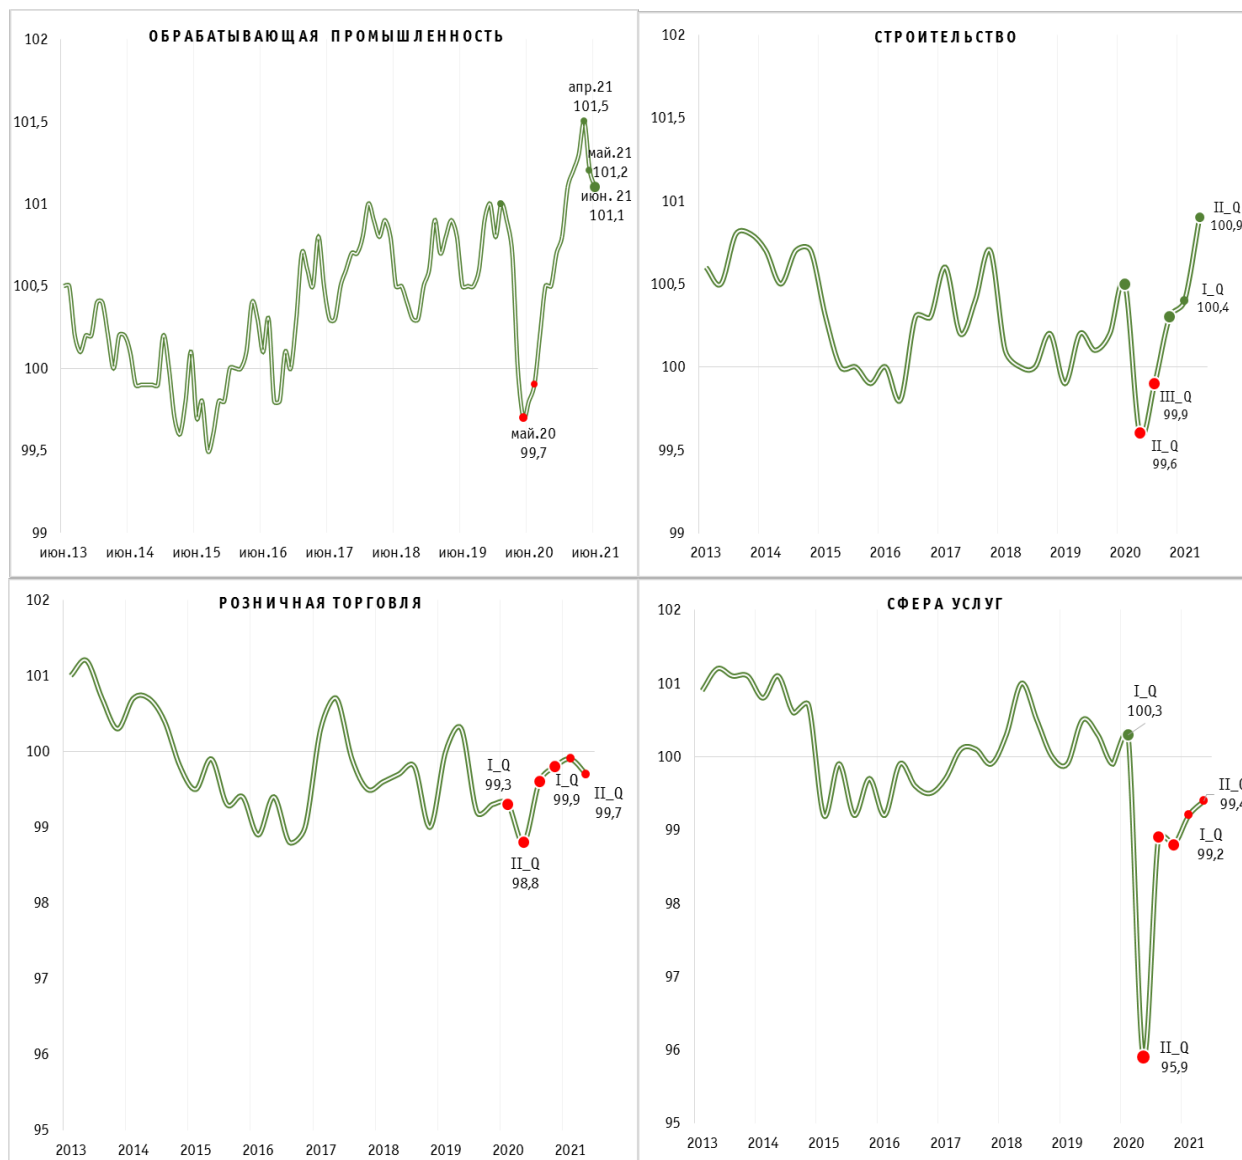 ОБРАБАТЫВАЮЩАЯ ПРОМЫШЛЕННОСТЬ
102
101,5
101
100,5
100
99,5
99
апр.21
101,5
май.21
101,2
июн. 21
101,1
май.20
99,7
июн.13 июн.14 июн.15 июн.16 июн.17 июн.18 июн.19 июн.20 июн.21
СТРОИТЕЛЬСТВО
102
101,5
101
100,5
100
99,5
99
II_Q
100,9
I_Q
100,4
III_Q
99,9
II_Q
99,6
2013 2014 2015 2016 2017 2018 2019 2020 2021
РОЗНИЧНАЯ ТОРГОВЛЯ
102
101
100
99
98
97
96
95
I_Q
99,3
I_Q
99,9
II_Q
99,7
II_Q
98,8
2013 2014 2015 2016 2017 2018 2019 2020 2021
СФЕРА УСЛУГ
102
101
100
99
98
97
96
95
I_Q
100,3
II_Q
99,4
I_Q
99,2
II_Q
95,9
2013 2014 2015 2016 2017 2018 2019 2020 2021